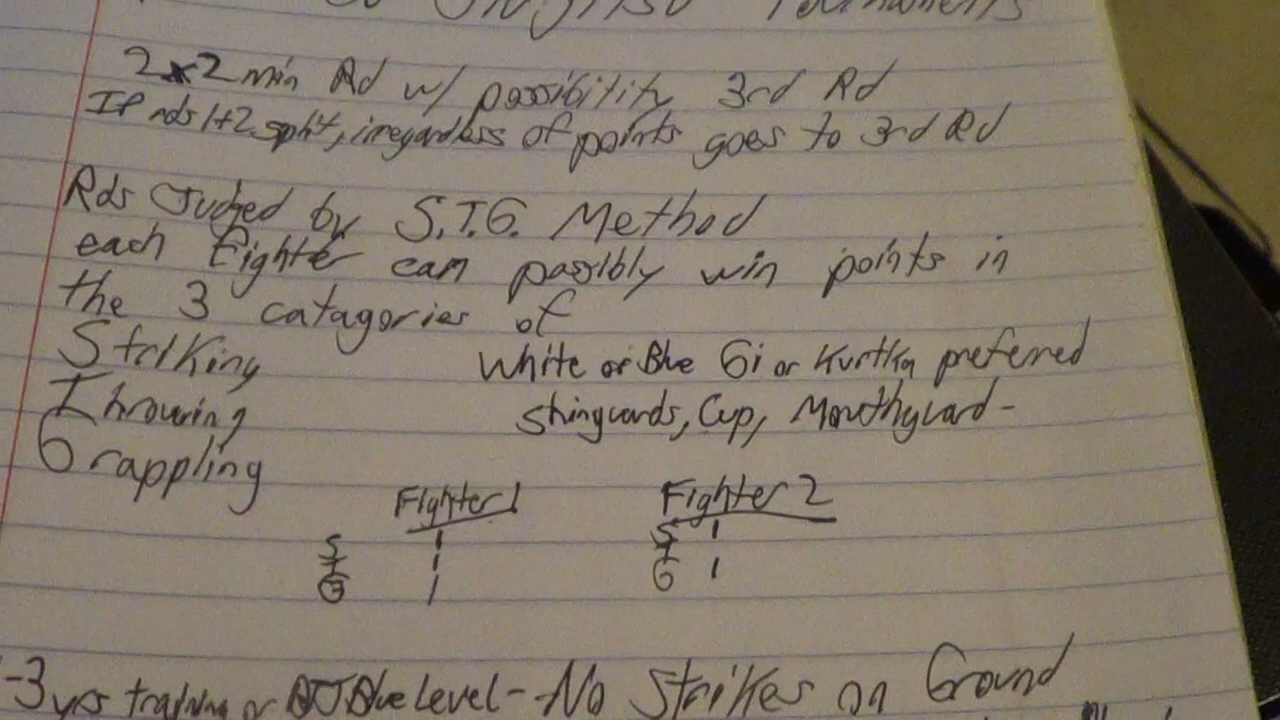 Tournaments
2x2 min Rd w/ possibility 3rd Rd
If rds 1+2 split, irregardless of points goes to 3rd Rd
Rds Judged by S.T.G. Method
each Fighter can possibly win points in
the 3 catagories of
Striking
White or Blue Gi or Kurtka preferred
Throwing
Shinguards, Cup, Mouthguard-
Grappling
Fighter 1 Fighter 2
S 1 S 1
T 1 T
G 1 G 1
-3 yrs training or BJJ Blue Level - No Strikes on Ground